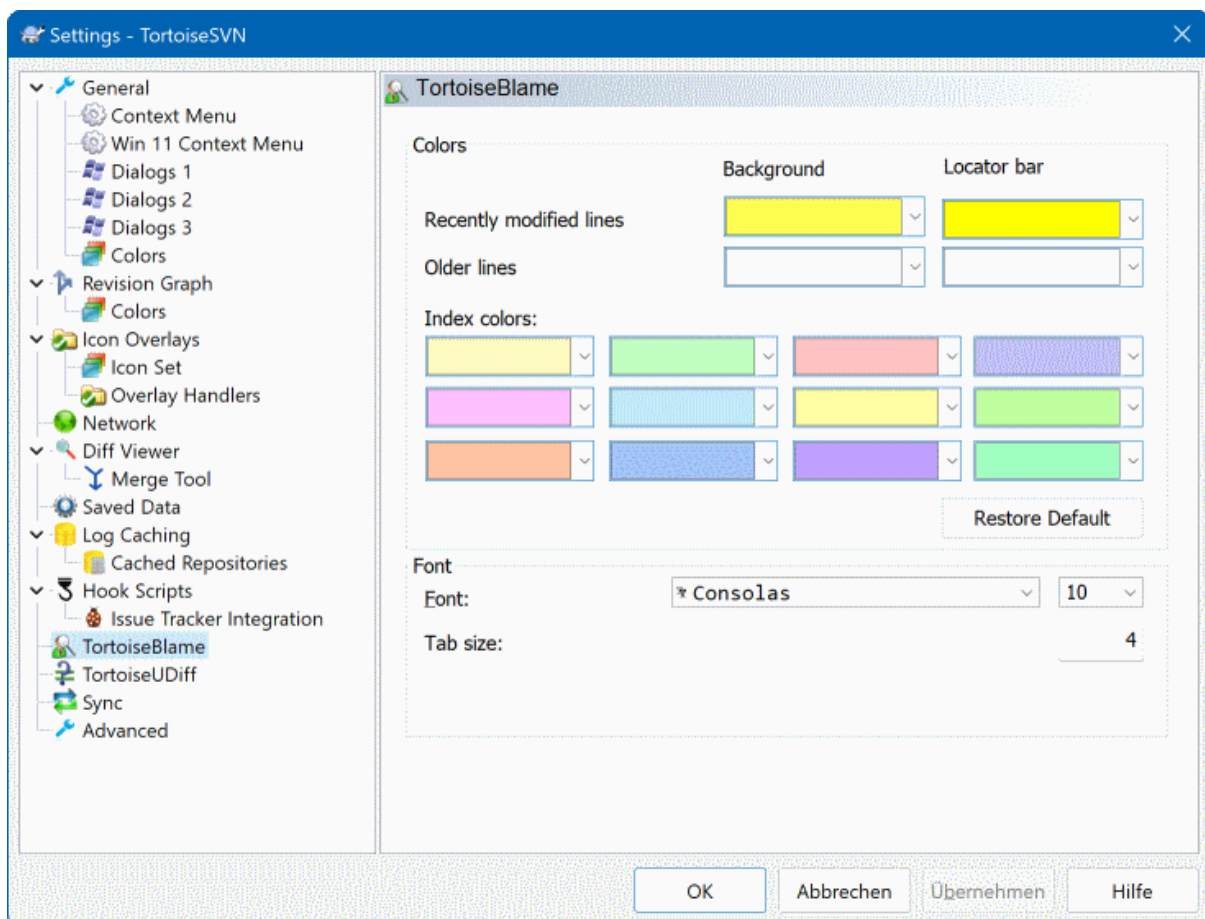 Settings - TortoiseSVN
General
Context Menu
Win 11 Context Menu
Dialogs 1
Dialogs 2
Dialogs 3
Colors
Revision Graph
Colors
Icon Overlays
Icon Set
Overlay Handlers
Network
Diff Viewer
Merge Tool
Saved Data
Log Caching
Cached Repositories
Hook Scripts
Issue Tracker Integration
TortoiseBlame
TortoiseUDiff
Sync
Advanced
TortoiseBlame
Colors
Background Locator bar
Recently modified lines
Older lines
Index colors:
Restore Default
Font
Font: Consolas 10
Tab size: 4
OK Abbrechen Übernehmen Hilfe